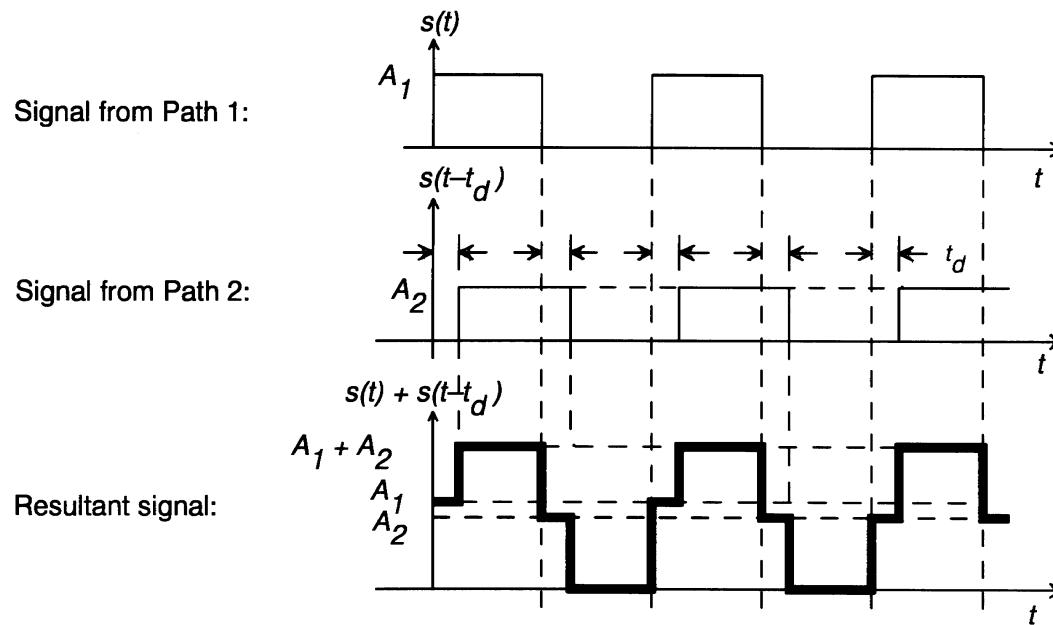 s(t)
A1
Signal from Path 1:
t
s(t–td)
td
Signal from Path 2:
A2
t
s(t) + s(t–td)
A1 + A2
A1
Resultant signal:
A2
t